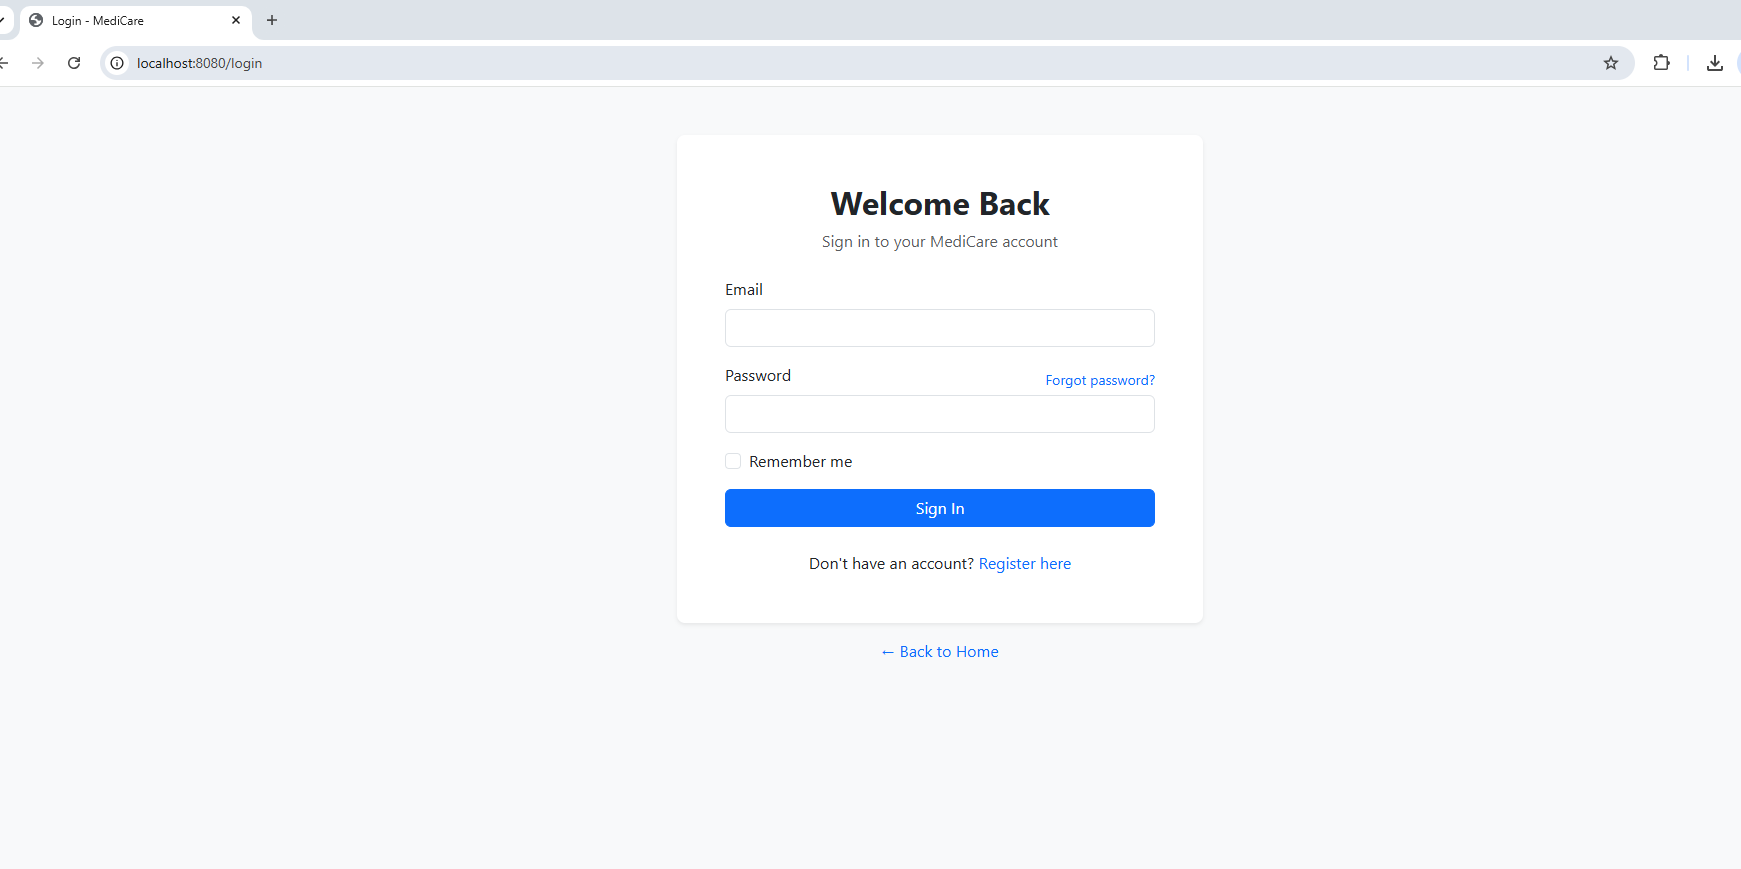 Login - MediCare
localhost:8080/login
Welcome Back
Sign in to your MediCare account
Email
Password
Forgot password?
Remember me
Sign In
Don't have an account? Register here
← Back to Home